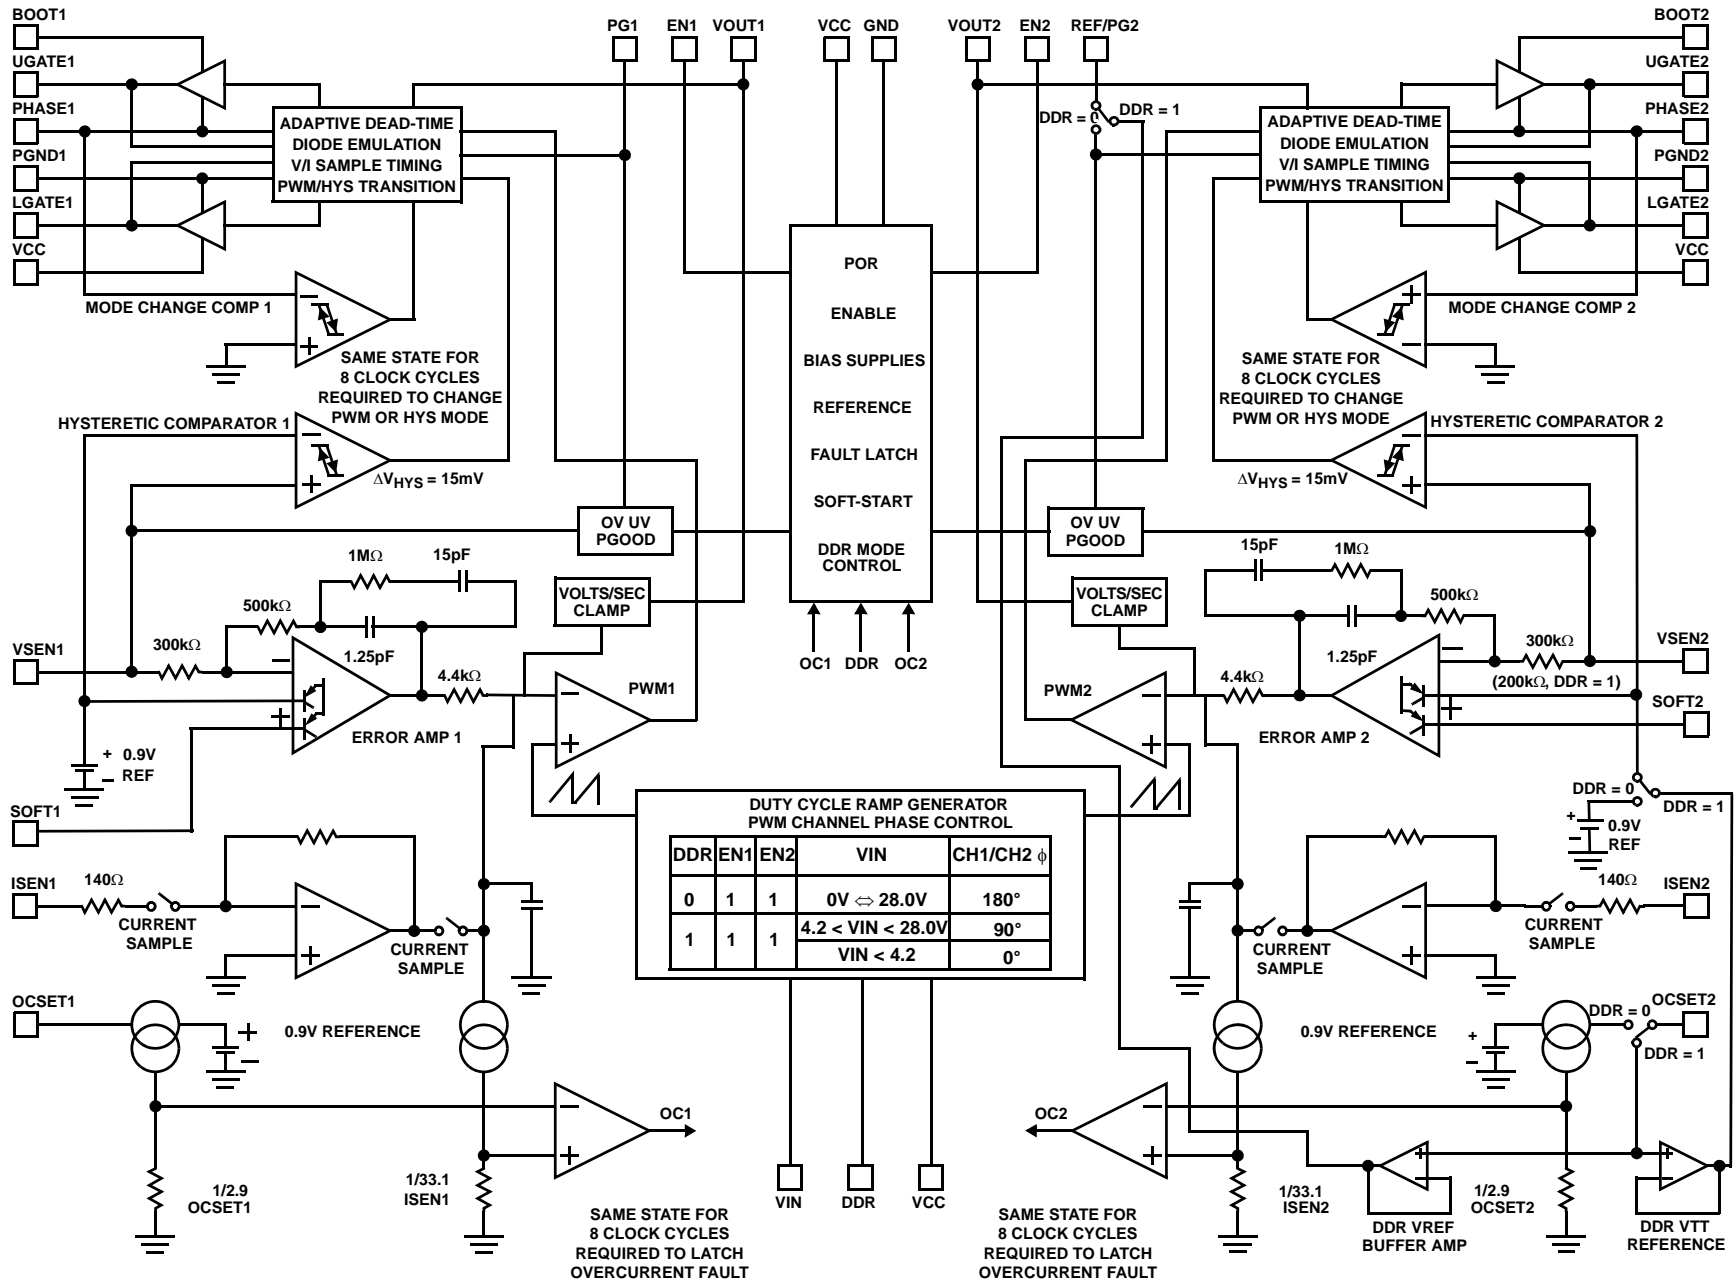 BOOT1
UGATE1
PHASE1
PGND1
LGATE1
VCC
PG1
EN1
VOUT1
VCC
GND
VOUT2
EN2
REF/PG2
BOOT2
UGATE2
PHASE2
PGND2
LGATE2
VCC
DDR = 0
DDR = 1
ADAPTIVE DEAD-TIME
DIODE EMULATION
V/I SAMPLE TIMING
PWM/HYS TRANSITION
ADAPTIVE DEAD-TIME
DIODE EMULATION
V/I SAMPLE TIMING
PWM/HYS TRANSITION
POR
ENABLE
BIAS SUPPLIES
REFERENCE
FAULT LATCH
SOFT-START
DDR MODE
CONTROL
OC1
DDR
OC2
MODE CHANGE COMP 1
−
+
SAME STATE FOR
8 CLOCK CYCLES
REQUIRED TO CHANGE
PWM OR HYS MODE
MODE CHANGE COMP 2
+
−
SAME STATE FOR
8 CLOCK CYCLES
REQUIRED TO CHANGE
PWM OR HYS MODE
HYSTERETIC COMPARATOR 1
−
+
ΔVHYS = 15mV
HYSTERETIC COMPARATOR 2
−
+
ΔVHYS = 15mV
OV UV
PGOOD
OV UV
PGOOD
1MΩ
15pF
500kΩ
1.25pF
300kΩ
VSEN1
4.4kΩ
VOLTS/SEC
CLAMP
VOLTS/SEC
CLAMP
15pF
1MΩ
500kΩ
1.25pF
300kΩ
(200kΩ, DDR = 1)
VSEN2
4.4kΩ
SOFT2
−
+
ERROR AMP 1
−
+
PWM1
PWM2
−
+
−
+
ERROR AMP 2
+
−
0.9V
REF
SOFT1
DDR = 0
DDR = 1
+
−
0.9V
REF
DUTY CYCLE RAMP GENERATOR
PWM CHANNEL PHASE CONTROL
DDR EN1 EN2 VIN CH1/CH2 ϕ
0 1 1 0V ⇔ 28.0V 180°
1 1 1 4.2 < VIN < 28.0V 90°
VIN < 4.2 0°
ISEN1
140Ω
CURRENT
SAMPLE
−
+
CURRENT
SAMPLE
CURRENT
SAMPLE
−
+
140Ω
CURRENT
SAMPLE
ISEN2
OCSET1
+
−
0.9V REFERENCE
0.9V REFERENCE
+
−
DDR = 0
OCSET2
DDR = 1
−
+
OC1
OC2
−
+
1/2.9
OCSET1
1/33.1
ISEN1
VIN
DDR
VCC
1/33.1
ISEN2
1/2.9
OCSET2
+
−
DDR VREF
BUFFER AMP
+
−
DDR VTT
REFERENCE
SAME STATE FOR
8 CLOCK CYCLES
REQUIRED TO LATCH
OVERCURRENT FAULT
SAME STATE FOR
8 CLOCK CYCLES
REQUIRED TO LATCH
OVERCURRENT FAULT